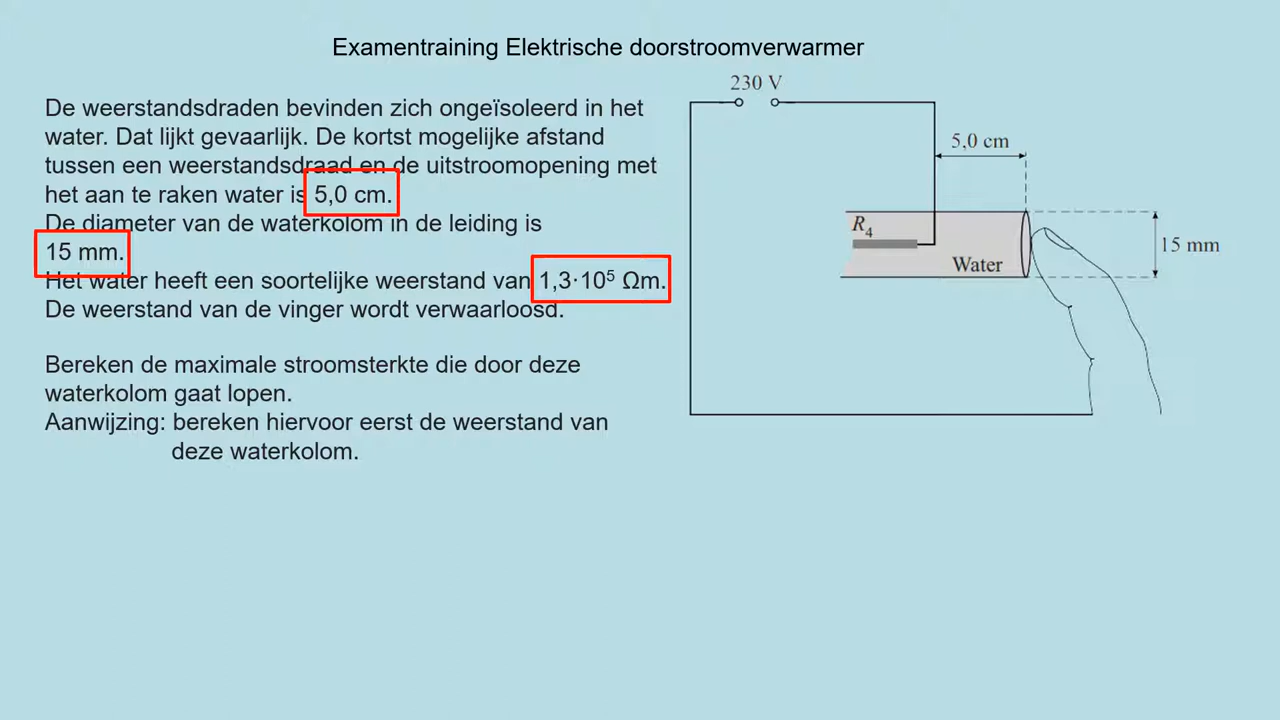 Examentraining Elektrische doorstroomverwarmer
De weerstandsdraden bevinden zich ongeïsoleerd in het
water. Dat lijkt gevaarlijk. De kortst mogelijke afstand
tussen een weerstandsdraad en de uitstroomopening met
het aan te raken water is 5,0 cm.
De diameter van de waterkolom in de leiding is
15 mm.
Het water heeft een soortelijke weerstand van 1,3·10⁵ Ωm.
De weerstand van de vinger wordt verwaarloosd.
Bereken de maximale stroomsterkte die door deze
waterkolom gaat lopen.
Aanwijzing: bereken hiervoor eerst de weerstand van
deze waterkolom.
230 V
5,0 cm
R₄
15 mm
Water